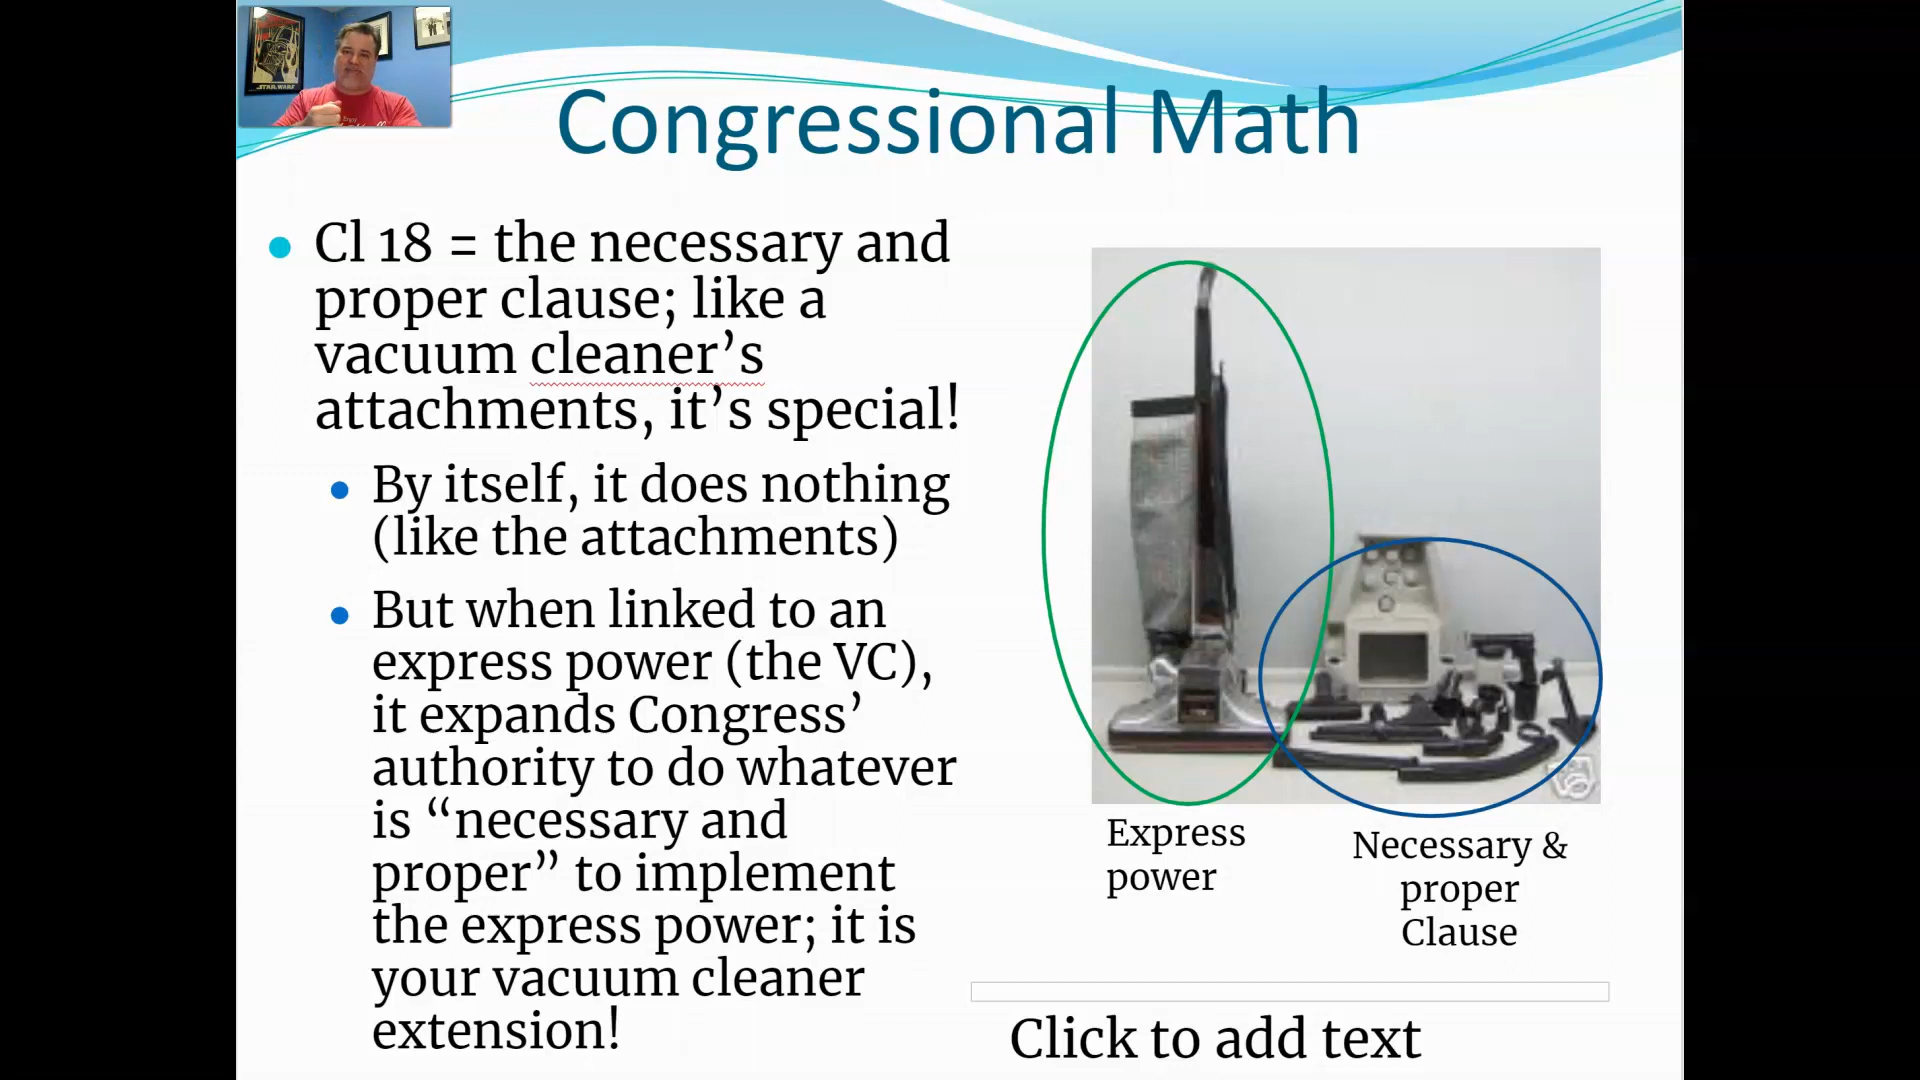 STAR.WARS
Enjoy
Congressional Math
Cl 18 = the necessary and
proper clause; like a
vacuum cleaner’s
attachments, it’s special!
By itself, it does nothing
(like the attachments)
But when linked to an
express power (the VC),
it expands Congress’
authority to do whatever
is “necessary and
proper” to implement
the express power; it is
your vacuum cleaner
extension!
Express
power
Necessary &
proper
Clause
Click to add text